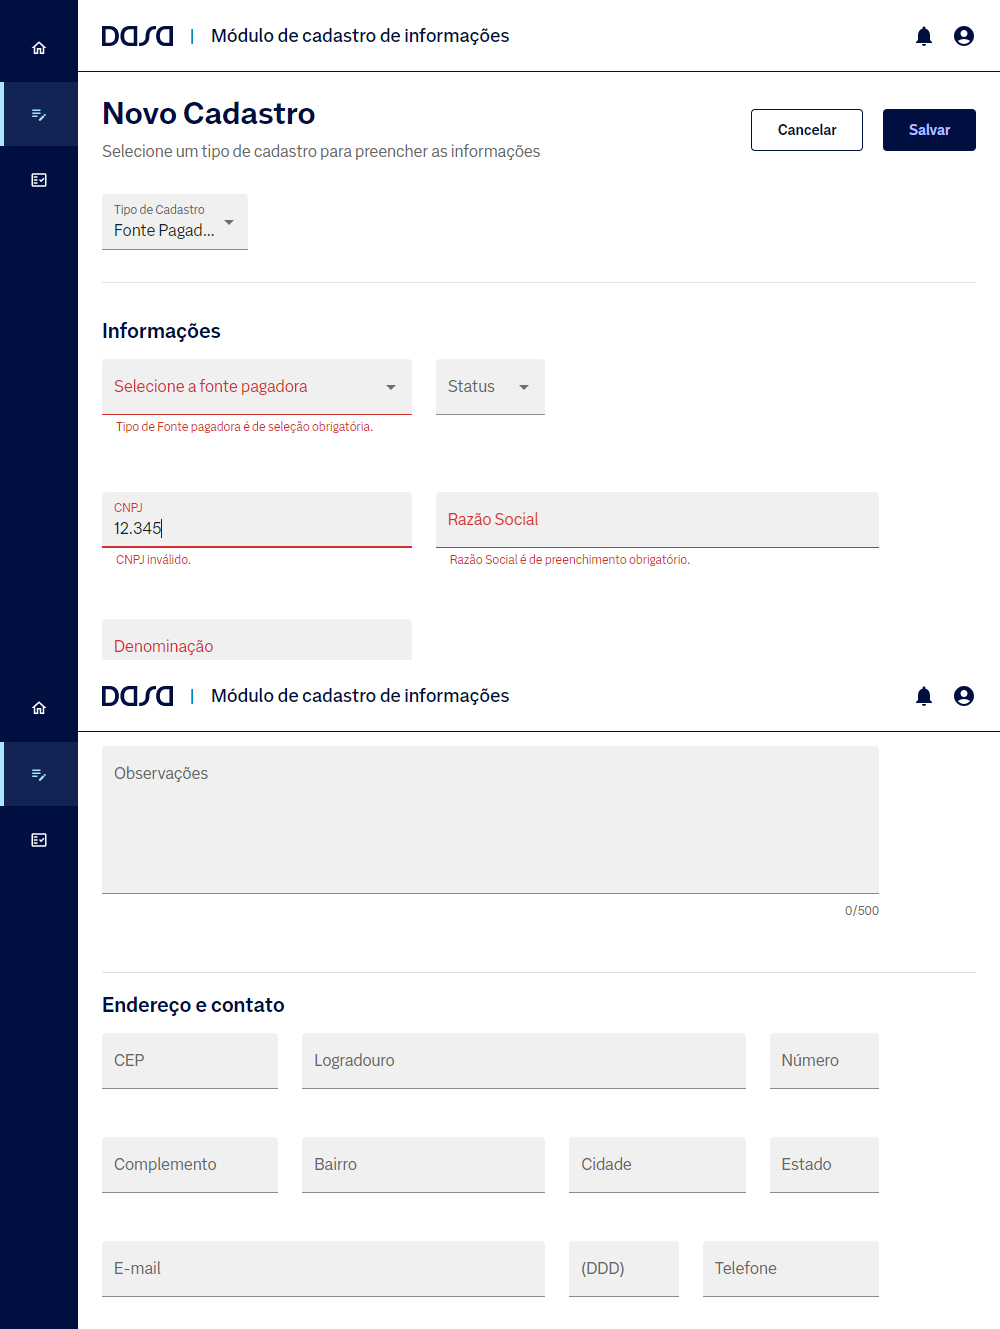 Dasa | Módulo de cadastro de informações
Novo Cadastro
Selecione um tipo de cadastro para preencher as informações
Cancelar
Salvar
Tipo de Cadastro
Fonte Pagad...
Informações
Selecione a fonte pagadora
Status
Tipo de Fonte pagadora é de seleção obrigatória.
CNPJ
12.345
Razão Social
CNPJ inválido.
Razão Social é de preenchimento obrigatório.
Denominação
Dasa | Módulo de cadastro de informações
Observações
0/500
Endereço e contato
CEP
Logradouro
Número
Complemento
Bairro
Cidade
Estado
E-mail
(DDD)
Telefone